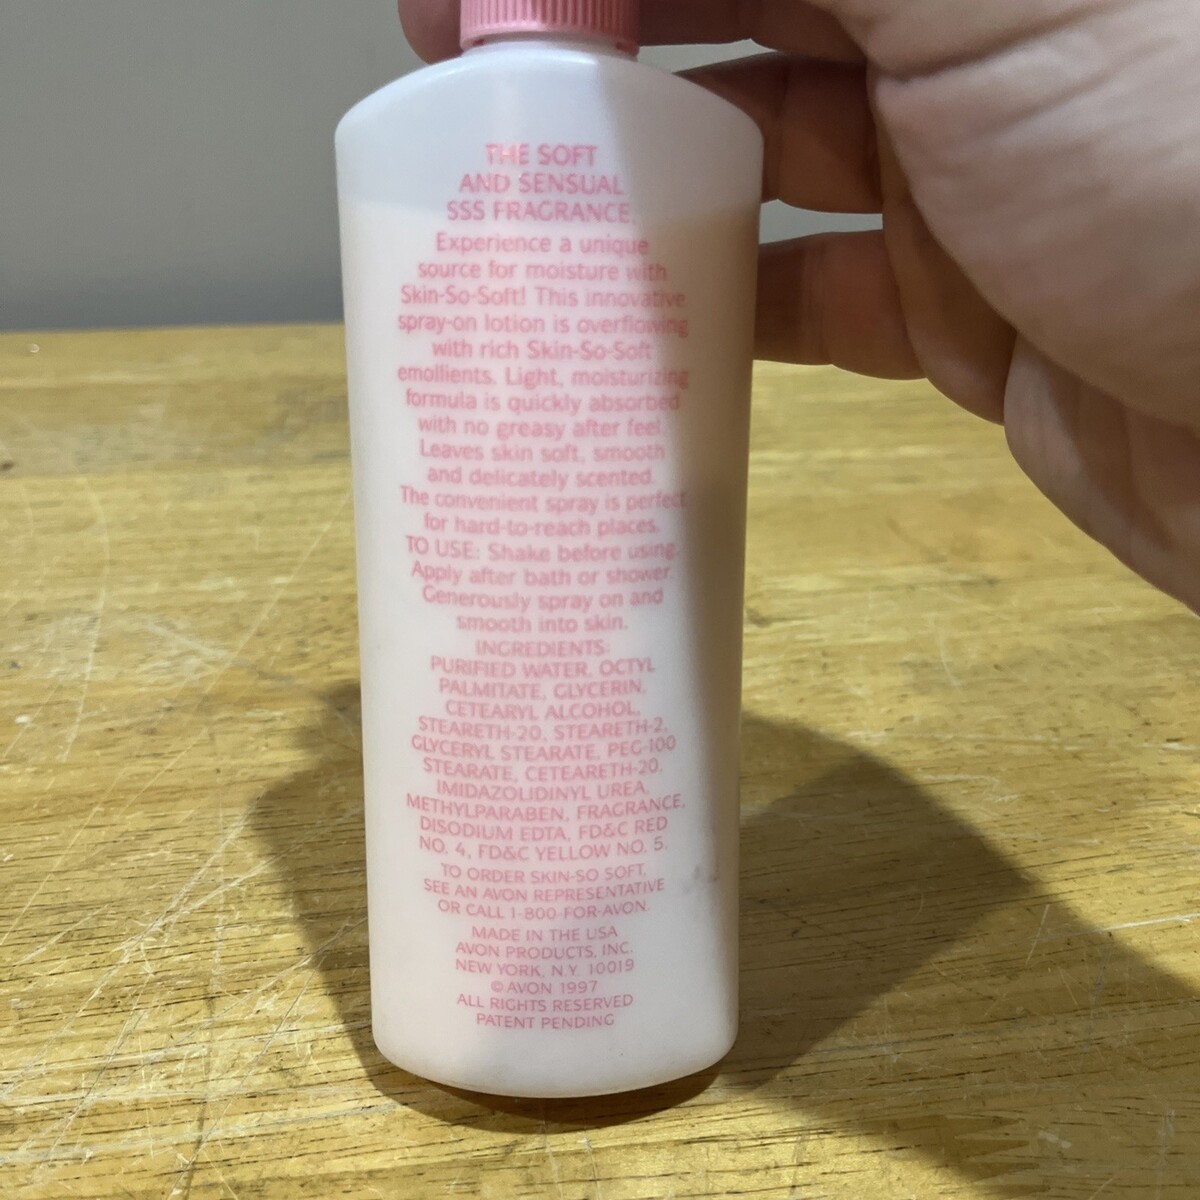 THE SOFT
AND SENSUAL
SSS FRAGRANCE.
Experience a unique
source for moisture with
Skin-So-Soft! This innovative
spray-on lotion is overflowing
with rich Skin-So-Soft
emollients. Light, moisturizing
formula is quickly absorbed
with no greasy after feel.
Leaves skin soft, smooth
and delicately scented.
The convenient spray is perfect
for hard-to-reach places.
TO USE: Shake before using.
Apply after bath or shower.
Generously spray on and
smooth into skin.
INGREDIENTS:
PURIFIED WATER, OCTYL
PALMITATE, GLYCERIN,
CETEARYL ALCOHOL,
STEARETH-20, STEARETH-2,
GLYCERYL STEARATE, PEG-100
STEARATE, CETEARETH-20,
IMIDAZOLIDINYL UREA,
METHYLPARABEN, FRAGRANCE,
DISODIUM EDTA, FD&C RED
NO. 4, FD&C YELLOW NO. 5.
TO ORDER SKIN-SO SOFT,
SEE AN AVON REPRESENTATIVE
OR CALL 1-800-FOR-AVON.
MADE IN THE USA
AVON PRODUCTS, INC.
NEW YORK, N.Y. 10019
© AVON 1997
ALL RIGHTS RESERVED
PATENT PENDING